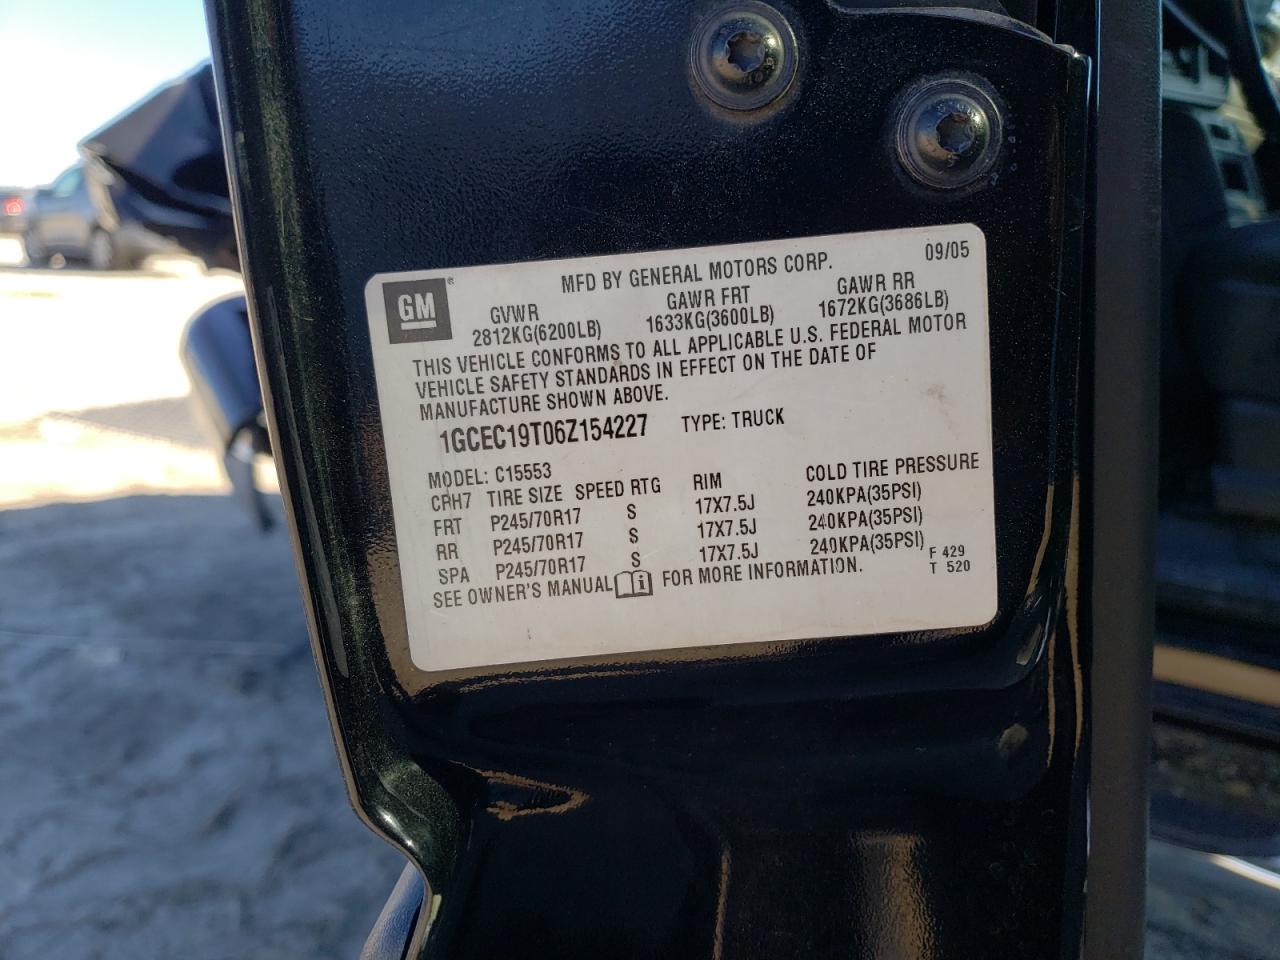 GM®
MFD BY GENERAL MOTORS CORP. 09/05
GVWR GAWR FRT GAWR RR
2812KG(6200LB) 1633KG(3600LB) 1672KG(3686LB)
THIS VEHICLE CONFORMS TO ALL APPLICABLE U.S. FEDERAL MOTOR
VEHICLE SAFETY STANDARDS IN EFFECT ON THE DATE OF
MANUFACTURE SHOWN ABOVE.
1GCEC19T06Z154227 TYPE: TRUCK
MODEL: C15553
CRH7 TIRE SIZE SPEED RTG RIM COLD TIRE PRESSURE
FRT P245/70R17 S 17X7.5J 240KPA(35PSI)
RR P245/70R17 S 17X7.5J 240KPA(35PSI)
SPA P245/70R17 S 17X7.5J 240KPA(35PSI)
SEE OWNER'S MANUAL FOR MORE INFORMATION.
F 429
T 520